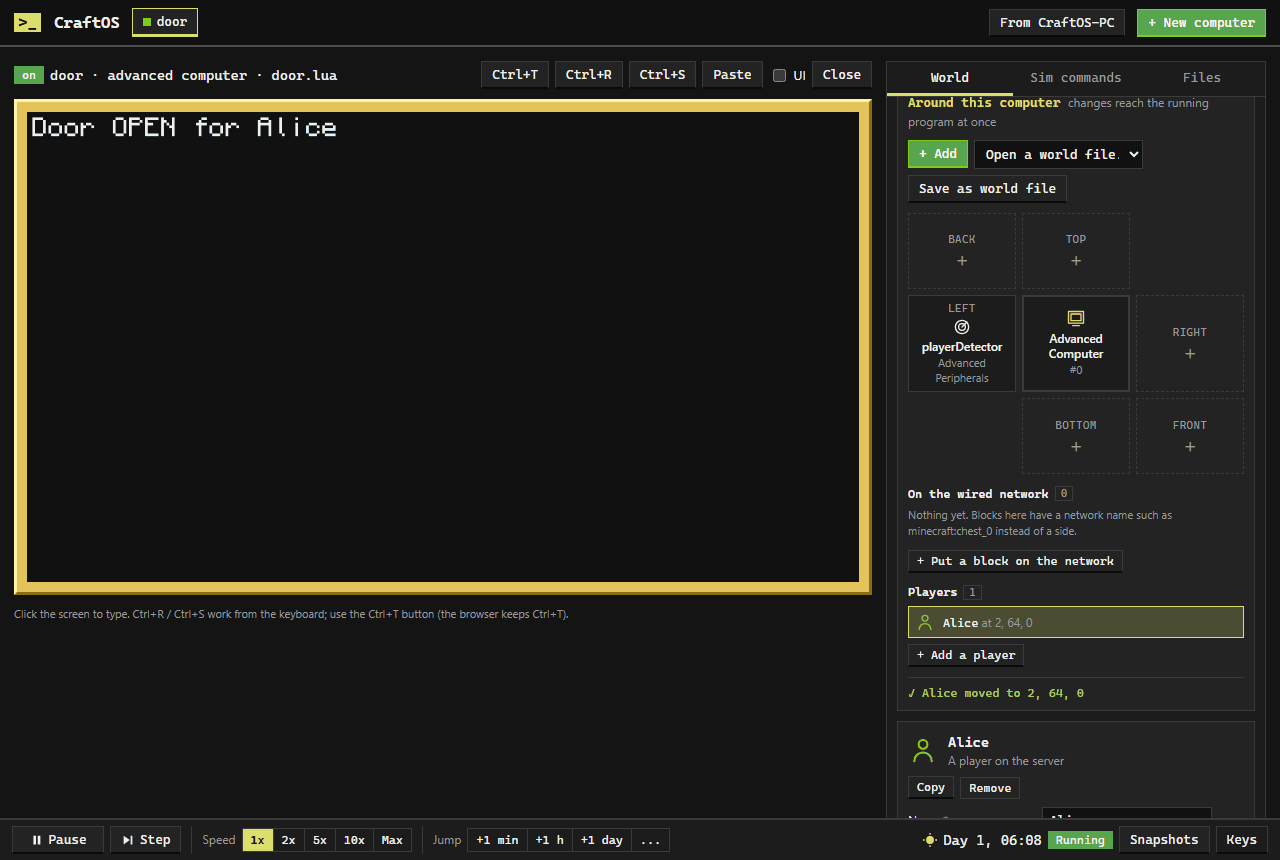 >_ CraftOS door From CraftOS-PC + New computer
on door · advanced computer · door.lua Ctrl+T Ctrl+R Ctrl+S Paste UI Close
Door OPEN for Alice
Click the screen to type. Ctrl+R / Ctrl+S work from the keyboard; use the Ctrl+T button (the browser keeps Ctrl+T).
World Sim commands Files
Around this computer changes reach the running
program at once
+ Add Open a world file.
Save as world file
BACK TOP
+ +
LEFT
playerDetector
Advanced
Peripherals
Advanced
Computer
#0
RIGHT
+
BOTTOM FRONT
+ +
On the wired network 0
Nothing yet. Blocks here have a network name such as
minecraft:chest_0 instead of a side.
+ Put a block on the network
Players 1
Alice at 2, 64, 0
+ Add a player
✓ Alice moved to 2, 64, 0
Alice
A player on the server
Copy Remove
Pause Step Speed 1x 2x 5x 10x Max Jump +1 min +1 h +1 day ... Day 1, 06:08 Running Snapshots Keys